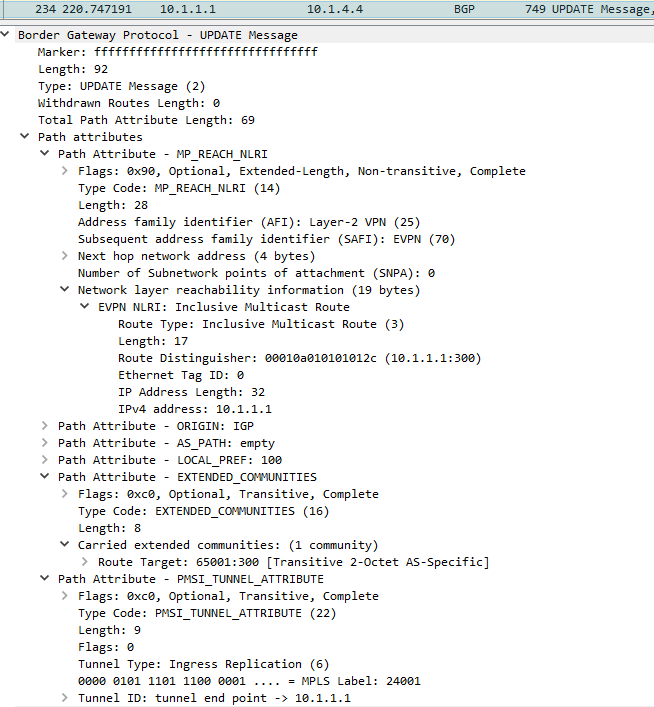 234 220.747191 10.1.1.1 10.1.4.4 BGP 749 UPDATE Message,
Border Gateway Protocol - UPDATE Message
Marker: ffffffffffffffffffffffffffffffff
Length: 92
Type: UPDATE Message (2)
Withdrawn Routes Length: 0
Total Path Attribute Length: 69
Path attributes
Path Attribute - MP_REACH_NLRI
Flags: 0x90, Optional, Extended-Length, Non-transitive, Complete
Type Code: MP_REACH_NLRI (14)
Length: 28
Address family identifier (AFI): Layer-2 VPN (25)
Subsequent address family identifier (SAFI): EVPN (70)
Next hop network address (4 bytes)
Number of Subnetwork points of attachment (SNPA): 0
Network layer reachability information (19 bytes)
EVPN NLRI: Inclusive Multicast Route
Route Type: Inclusive Multicast Route (3)
Length: 17
Route Distinguisher: 00010a010101012c (10.1.1.1:300)
Ethernet Tag ID: 0
IP Address Length: 32
IPv4 address: 10.1.1.1
Path Attribute - ORIGIN: IGP
Path Attribute - AS_PATH: empty
Path Attribute - LOCAL_PREF: 100
Path Attribute - EXTENDED_COMMUNITIES
Flags: 0xc0, Optional, Transitive, Complete
Type Code: EXTENDED_COMMUNITIES (16)
Length: 8
Carried extended communities: (1 community)
Route Target: 65001:300 [Transitive 2-Octet AS-Specific]
Path Attribute - PMSI_TUNNEL_ATTRIBUTE
Flags: 0xc0, Optional, Transitive, Complete
Type Code: PMSI_TUNNEL_ATTRIBUTE (22)
Length: 9
Flags: 0
Tunnel Type: Ingress Replication (6)
0000 0101 1101 1100 0001 .... = MPLS Label: 24001
Tunnel ID: tunnel end point -> 10.1.1.1